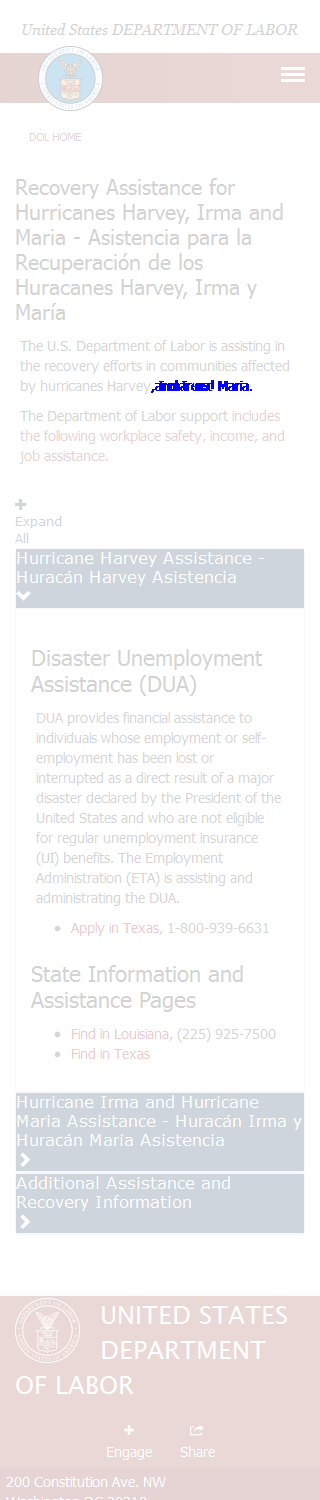 United States DEPARTMENT OF LABOR
DOL HOME
Recovery Assistance for
Hurricanes Harvey, Irma and
Maria - Asistencia para la
Recuperación de los
Huracanes Harvey, Irma y
María
The U.S. Department of Labor is assisting in
the recovery efforts in communities affected
by hurricanes Harvey Maria.
The Department of Labor support includes
the following workplace safety, income, and
job assistance.
Expand
All
Hurricane Harvey Assistance -
Huracán Harvey Asistencia
Disaster Unemployment
Assistance (DUA)
DUA provides financial assistance to
individuals whose employment or self-
employment has been lost or
interrupted as a direct result of a major
disaster declared by the President of the
United States and who are not eligible
for regular unemployment insurance
(UI) benefits. The Employment
Administration (ETA) is assisting and
administrating the DUA.
• Apply in Texas, 1-800-939-6631
State Information and
Assistance Pages
• Find in Louisiana, (225) 925-7500
• Find in Texas
Hurricane Irma and Hurricane
Maria Assistance - Huracán Irma y
Huracán María Asistencia
Additional Assistance and
Recovery Information
UNITED STATES
DEPARTMENT
OF LABOR
Engage Share
200 Constitution Ave. NW